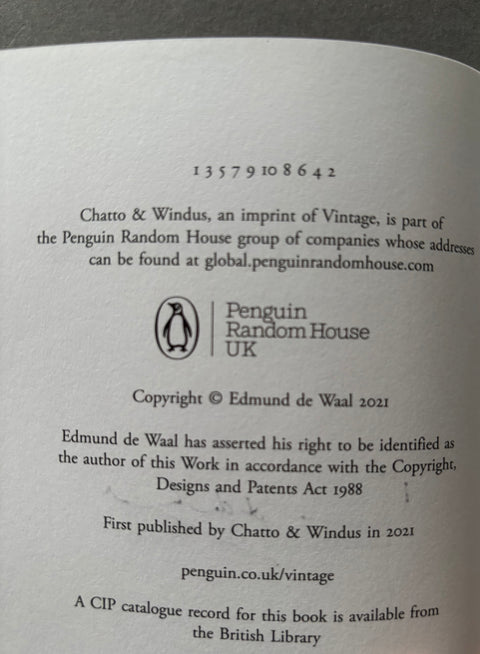 1 3 5 7 9 10 8 6 4 2
Chatto & Windus, an imprint of Vintage, is part of
the Penguin Random House group of companies whose addresses
can be found at global.penguinrandomhouse.com
Penguin
Random House
UK
Copyright © Edmund de Waal 2021
Edmund de Waal has asserted his right to be identified as
the author of this Work in accordance with the Copyright,
Designs and Patents Act 1988
First published by Chatto & Windus in 2021
penguin.co.uk/vintage
A CIP catalogue record for this book is available from
the British Library